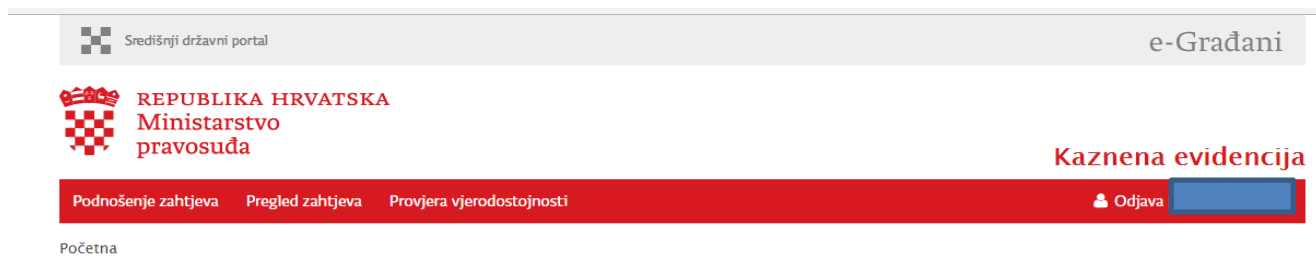 Središnji državni portal
e-Građani
REPUBLIKA HRVATSKA
Ministarstvo
pravosuđa
Kaznena evidencija
Podnošenje zahtjeva Pregled zahtjeva Provjera vjerodostojnosti Odjava
Početna